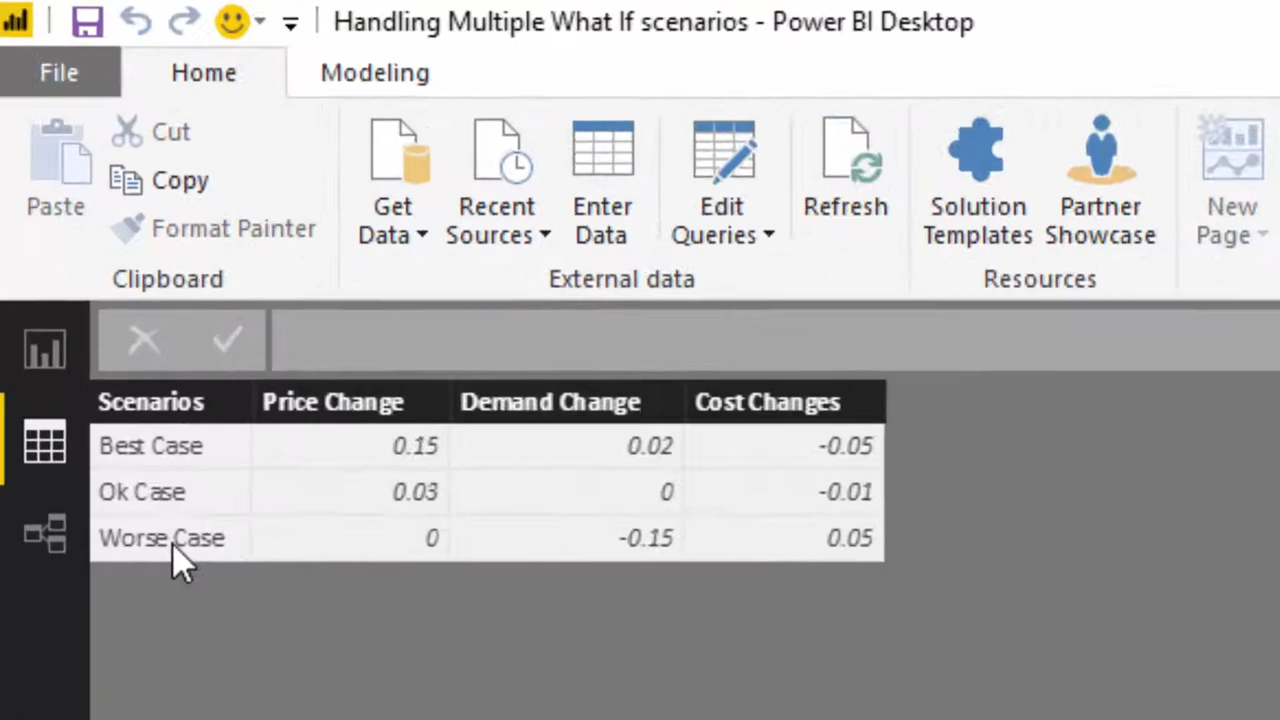 Handling Multiple What If scenarios - Power BI Desktop
File Home Modeling
Cut
Copy
Format Painter
Paste
Get Data
Recent Sources
Enter Data
Edit Queries
Refresh
Solution Templates
Partner Showcase
New Page
Clipboard External data Resources
Scenarios Price Change Demand Change Cost Changes
Best Case 0.15 0.02 -0.05
Ok Case 0.03 0 -0.01
Worse Case 0 -0.15 0.05